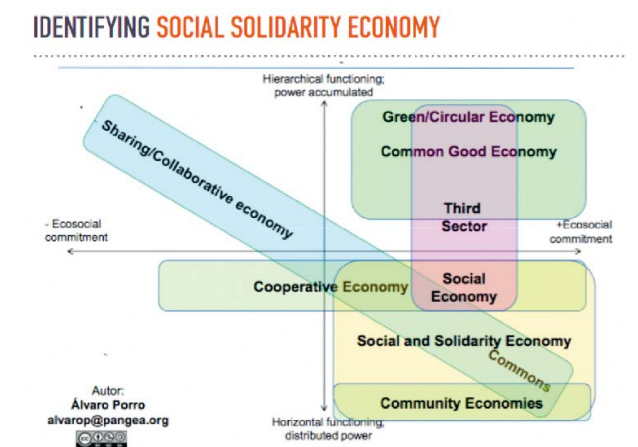 IDENTIFYING SOCIAL SOLIDARITY ECONOMY
Hierarchical functioning;
power accumulated
Green/Circular Economy
Common Good Economy
Sharing/Collaborative economy
Third
Sector
- Ecosocial
commitment
+Ecosocial
commitment
Cooperative Economy
Social
Economy
Social and Solidarity Economy
Commons
Community Economies
Autor:
Álvaro Porro
alvarop@pangea.org
Horizontal functioning,
distributed power